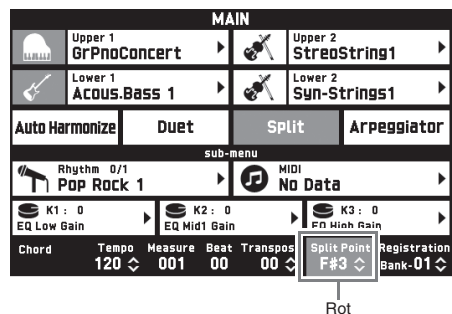 MAIN
Upper 1
GrPnoConcert
Upper 2
StreoString1
Lower 1
Acous.Bass 1
Lower 2
Syn-Strings1
Auto Harmonize Duet Split Arpeggiator
sub-menu
Rhythm 0/1
Pop Rock 1
MIDI
No Data
K1 : 0
EQ Low Gain
K2 : 0
EQ Mid1 Gain
K3 : 0
EQ High Gain
Chord Tempo Measure Beat Transpos Split Point Registration
120 001 00 00 F#3 Bank-01
Rot